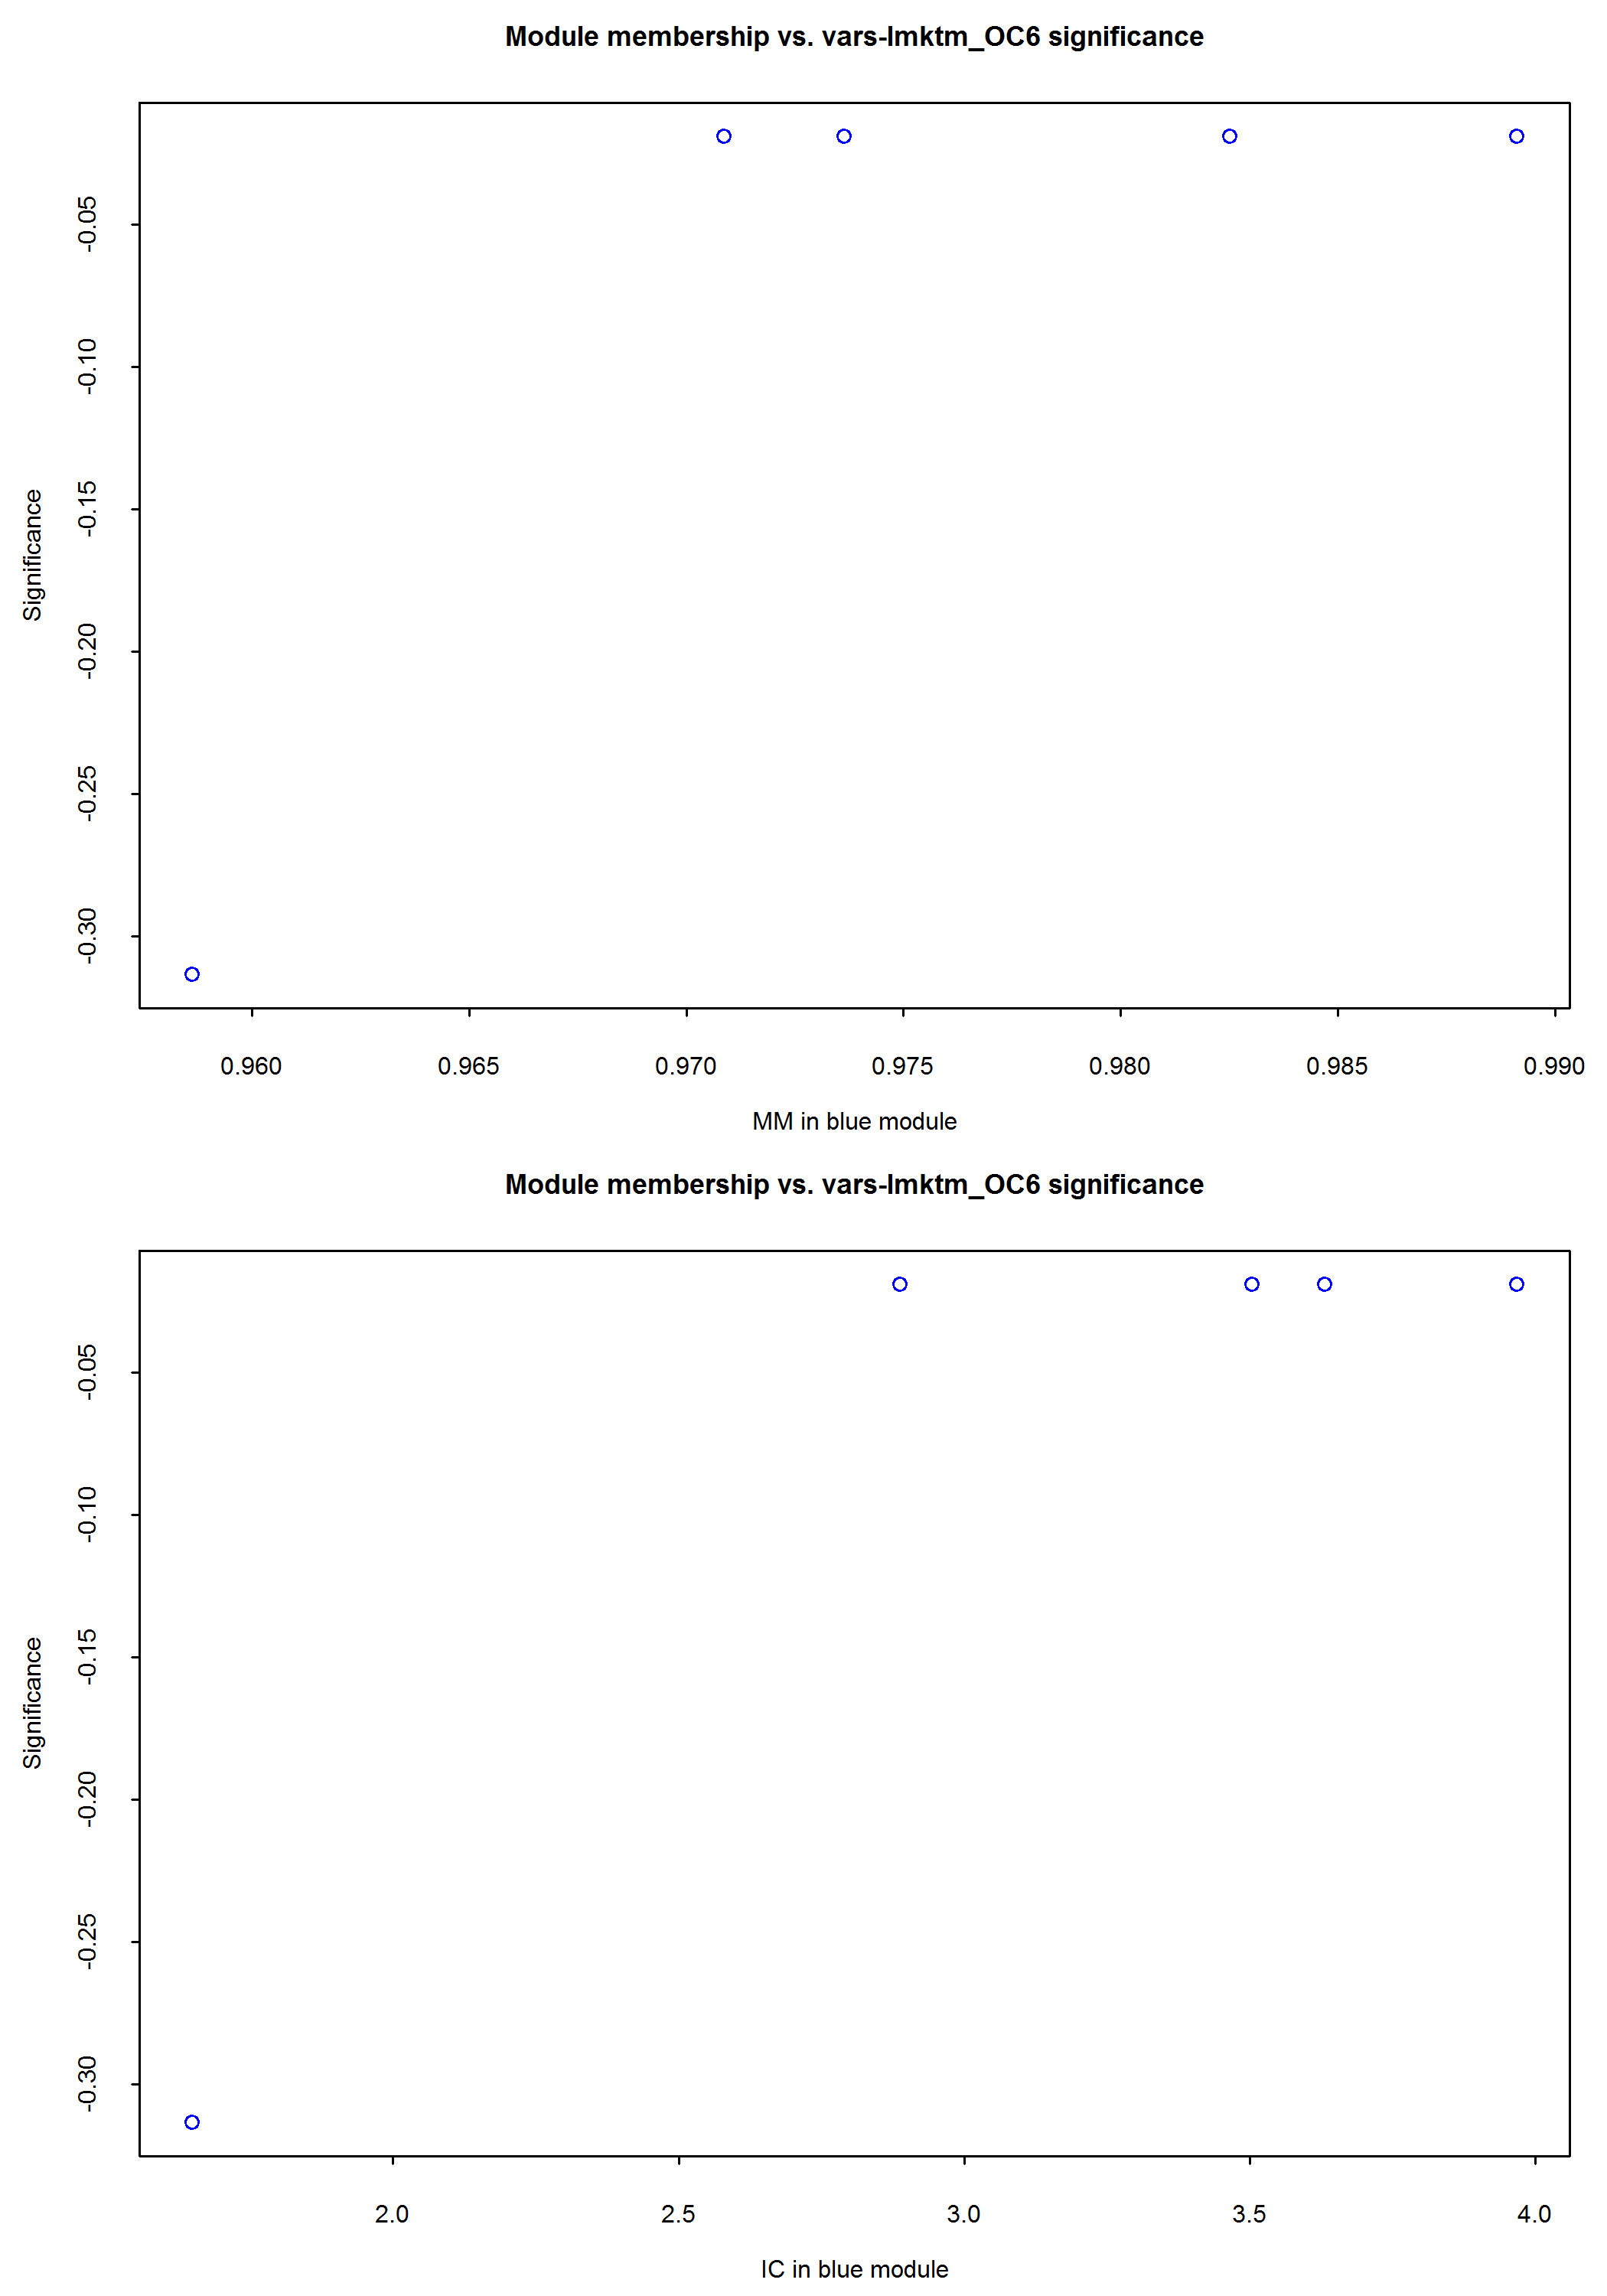 Module membership vs. vars-lmktm_OC6 significance
Significance
-0.05
-0.10
-0.15
-0.20
-0.25
-0.30
0.960 0.965 0.970 0.975 0.980 0.985 0.990
MM in blue module
Module membership vs. vars-lmktm_OC6 significance
Significance
-0.05
-0.10
-0.15
-0.20
-0.25
-0.30
2.0 2.5 3.0 3.5 4.0
IC in blue module